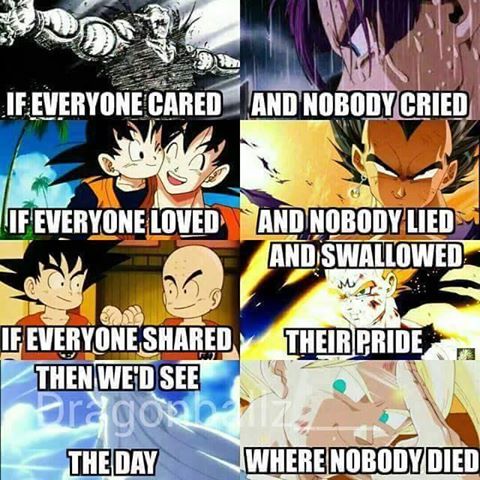 IF EVERYONE CARED
AND NOBODY CRIED
IF EVERYONE LOVED
AND NOBODY LIED
IF EVERYONE SHARED
AND SWALLOWED
THEIR PRIDE
THEN WE'D SEE
Dragonballz
THE DAY
WHERE NOBODY DIED